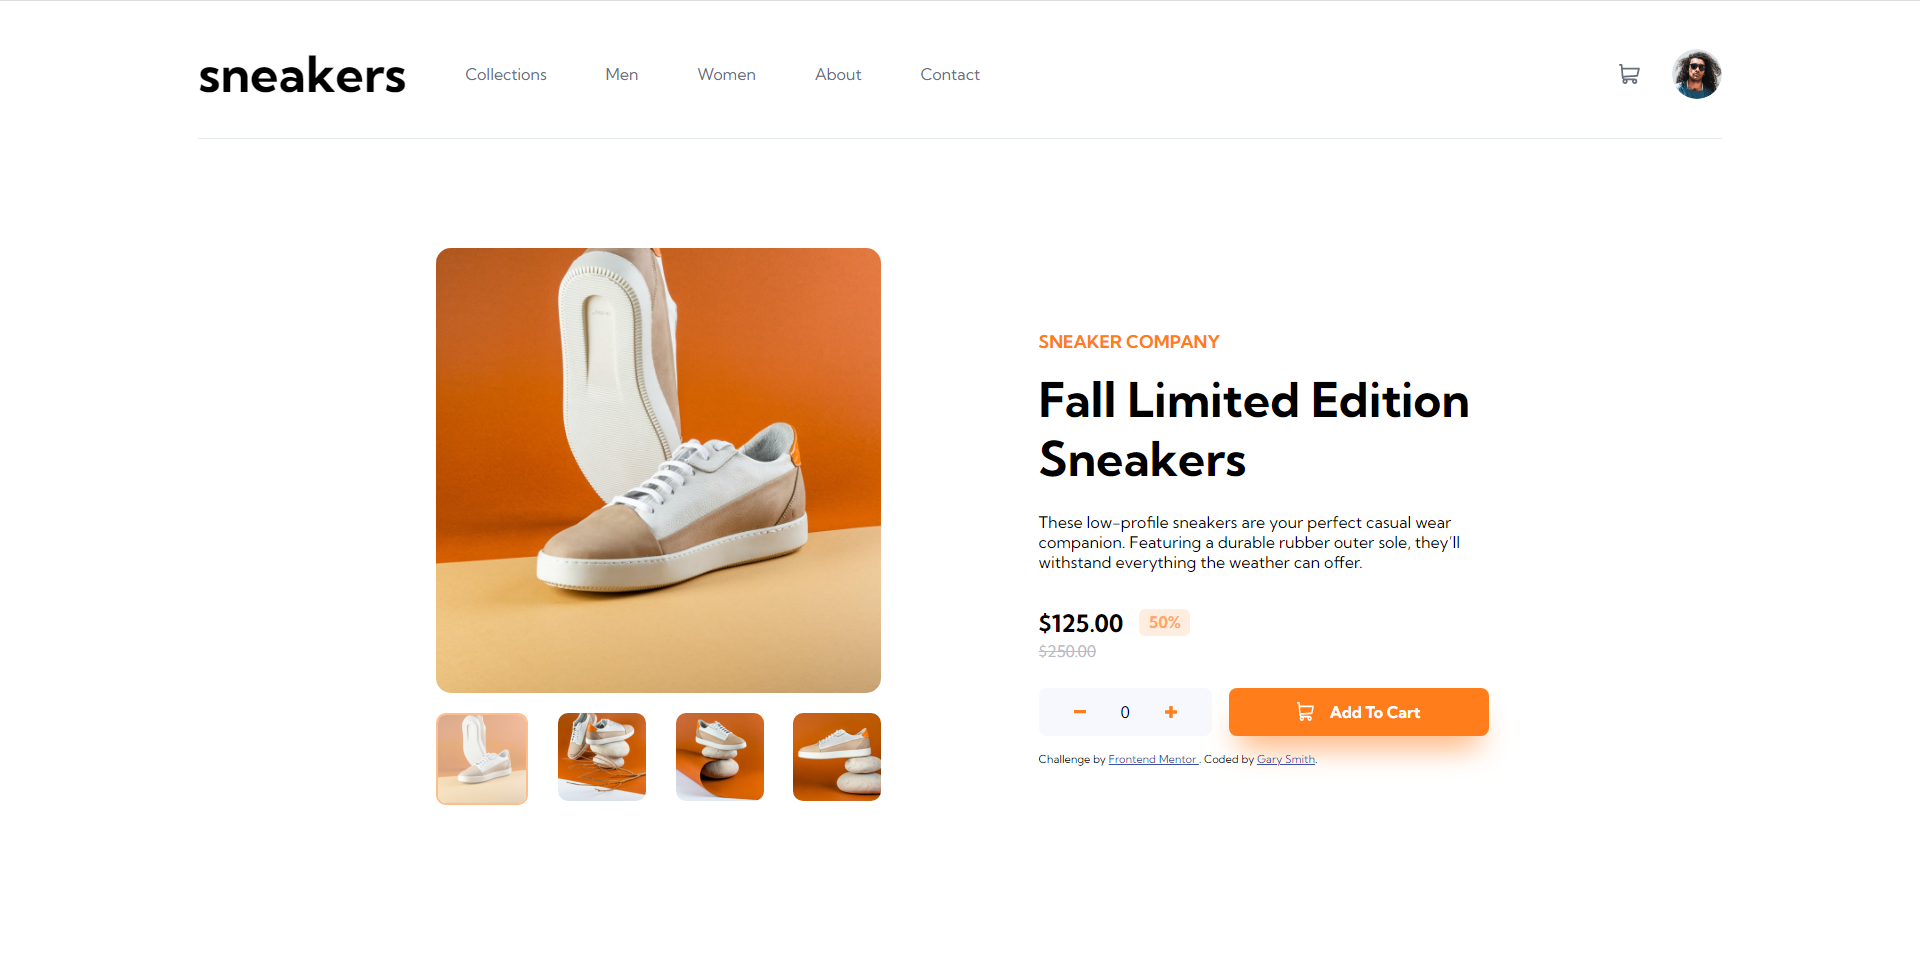 sneakers
Collections
Men
Women
About
Contact
SNEAKER COMPANY
Fall Limited Edition
Sneakers
These low-profile sneakers are your perfect casual wear
companion. Featuring a durable rubber outer sole, they'll
withstand everything the weather can offer.
$125.00 50%
$250.00
0
Add To Cart
Challenge by Frontend Mentor . Coded by Gary Smith.